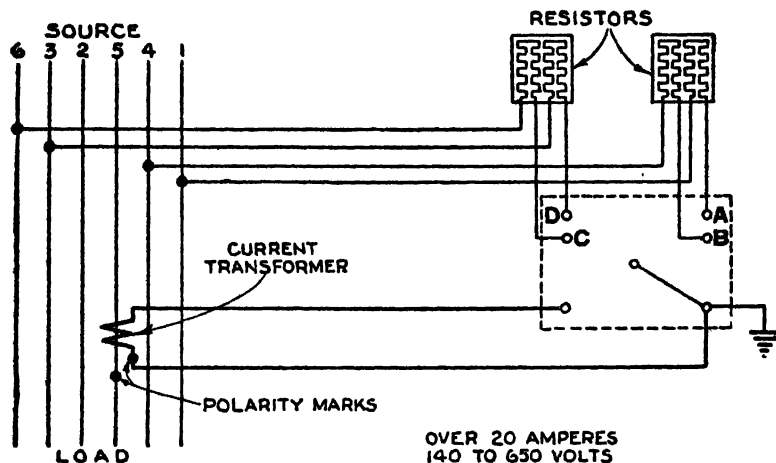 SOURCE
6 3 2 5 4 1
RESISTORS
D A
C B
CURRENT
TRANSFORMER
POLARITY MARKS
LOAD
OVER 20 AMPERES
140 TO 650 VOLTS